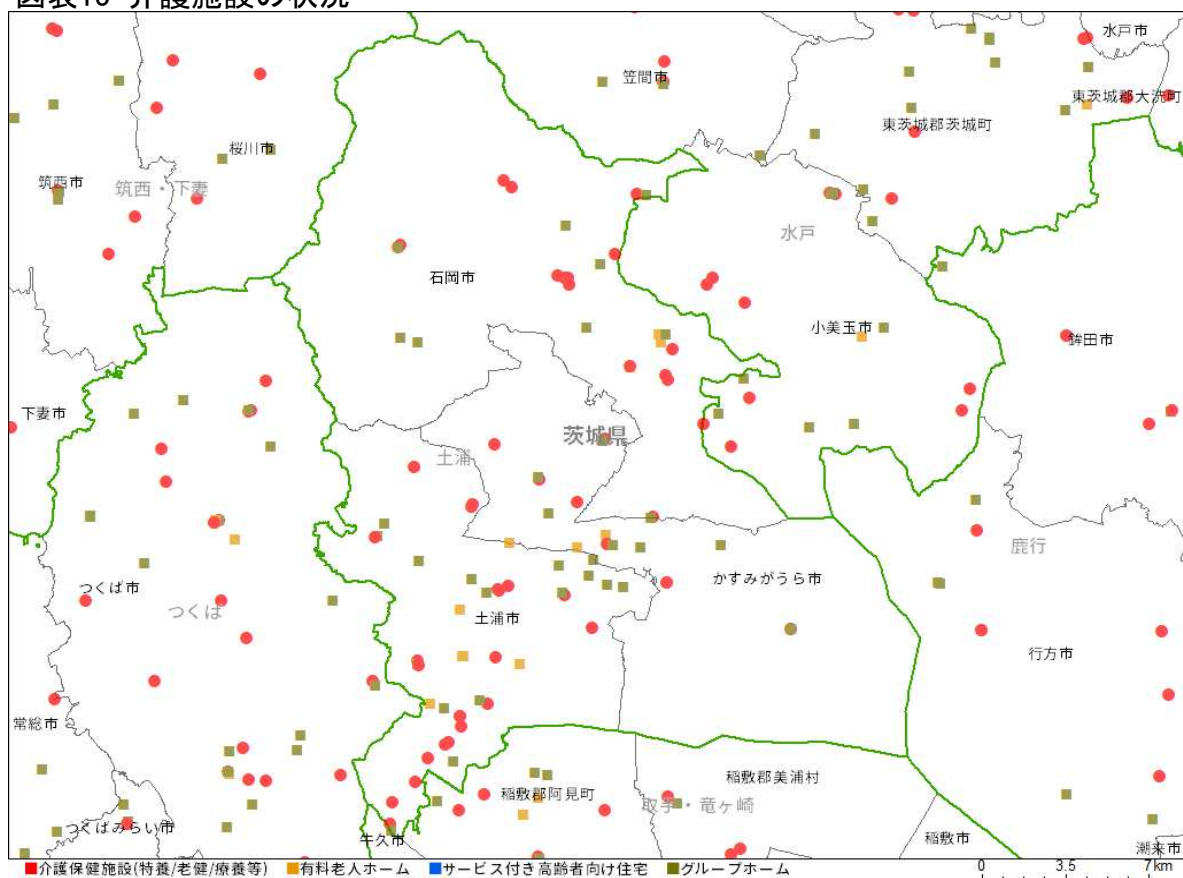 図表16 介護施設の状況
水戸市
笠間市
東茨城郡大洗町
東茨城郡茨城町
桜川市
筑西市
筑西・下妻
水戸
石岡市
小美玉市
鉾田市
下妻市
茨城県
土浦
鹿行
つくば市
かすみがうら市
つくば
土浦市
行方市
常総市
稲敷郡美浦村
稲敷郡阿見町
取手・竜ヶ崎
つくばみらい市
牛久市
稲敷市
潮来市
介護保健施設(特養/老健/療養等) 有料老人ホーム サービス付き高齢者向け住宅 グループホーム
0 3.5 7km